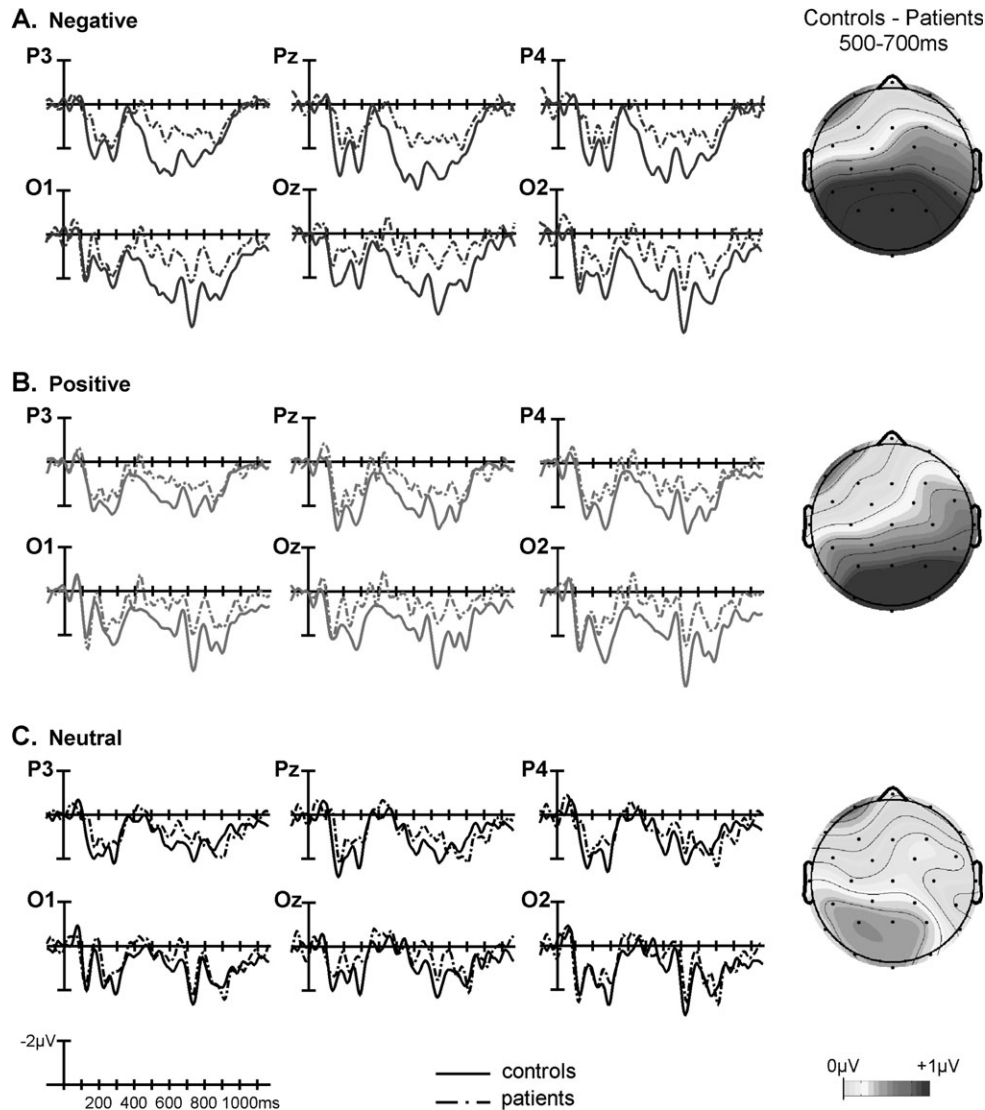 A. Negative
Controls - Patients
500-700ms
P3
Pz
P4
O1
Oz
O2
B. Positive
P3
Pz
P4
O1
Oz
O2
C. Neutral
P3
Pz
P4
O1
Oz
O2
-2µV
200 400 600 800 1000ms
controls
patients
0µV
+1µV